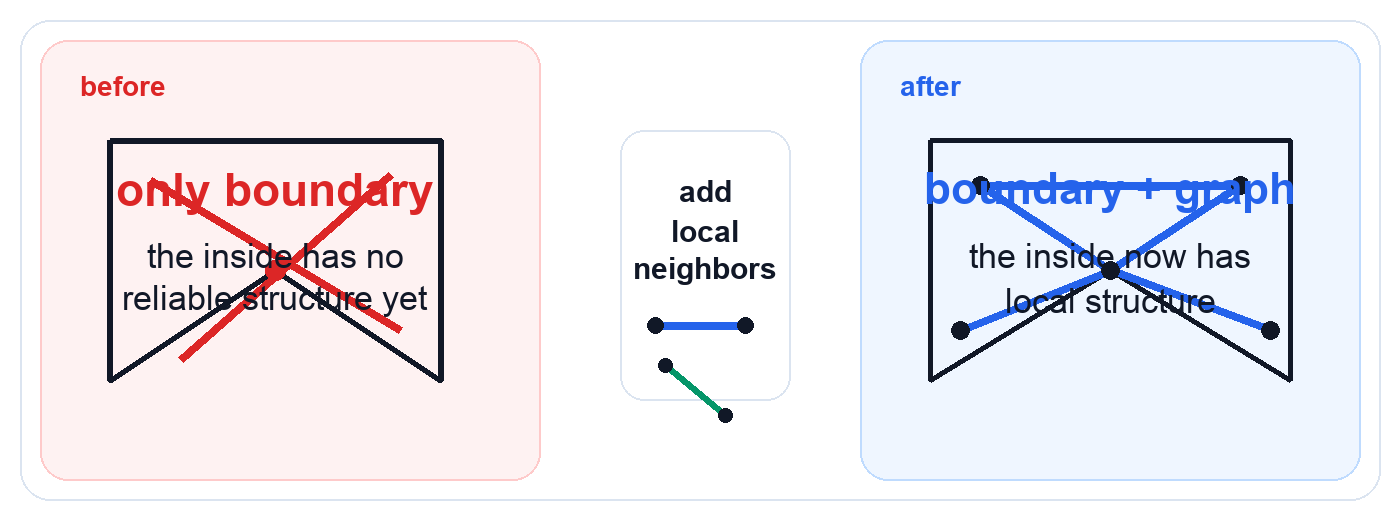 before
only boundary
the inside has no
reliable structure yet
add
local
neighbors
after
boundary + graph
the inside now has
local structure